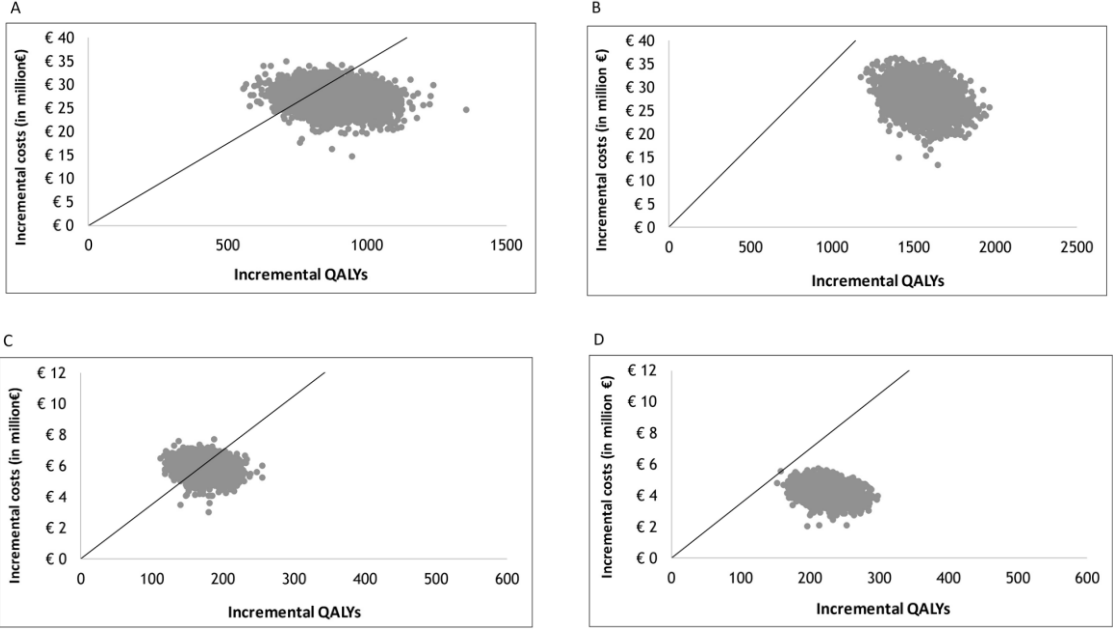 A
Incremental costs (in million€)
€ 40
€ 35
€ 30
€ 25
€ 20
€ 15
€ 10
€ 5
€ 0
0 500 1000 1500
Incremental QALYs
B
Incremental costs (in million €)
€ 40
€ 35
€ 30
€ 25
€ 20
€ 15
€ 10
€ 5
€ 0
0 500 1000 1500 2000 2500
Incremental QALYs
C
Incremental costs (in million€)
€ 12
€ 10
€ 8
€ 6
€ 4
€ 2
€ 0
0 100 200 300 400 500 600
Incremental QALYs
D
Incremental costs (in million €)
€ 12
€ 10
€ 8
€ 6
€ 4
€ 2
€ 0
0 100 200 300 400 500 600
Incremental QALYs